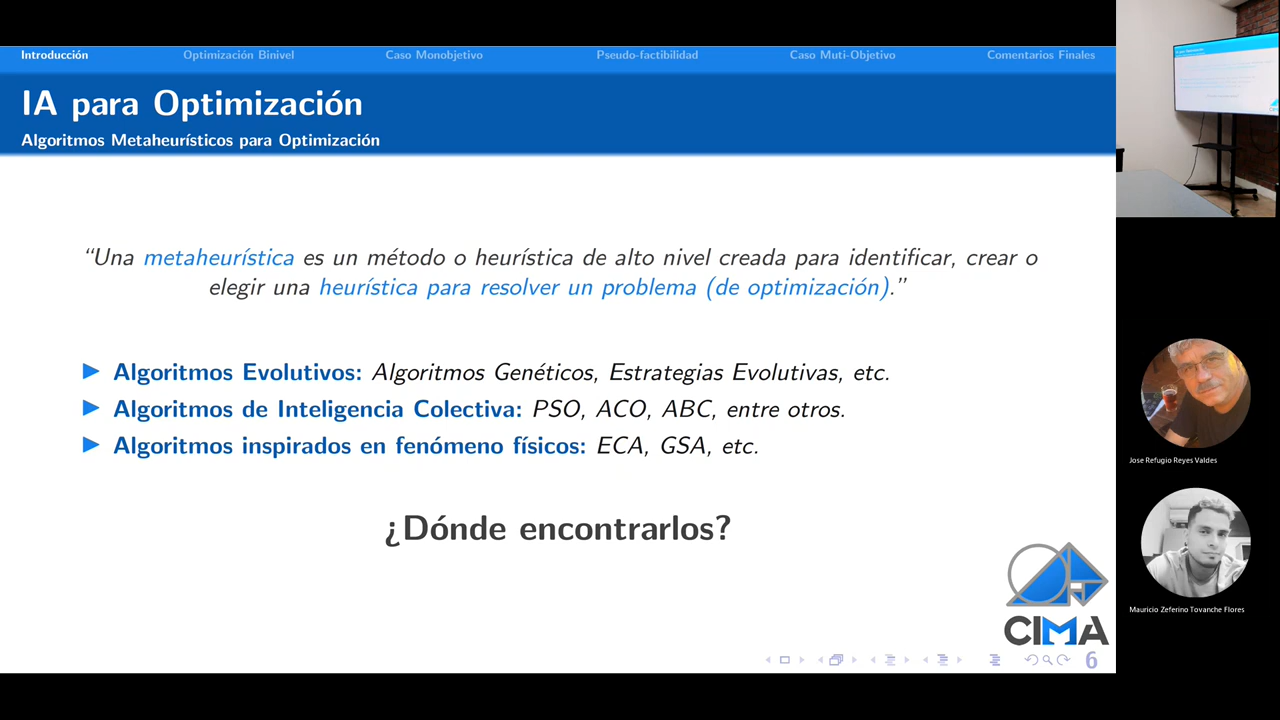 Introducción Optimización Binivel Caso Monobjetivo Pseudo-factibilidad Caso Muti-Objetivo Comentarios Finales
IA para Optimización
Algoritmos Metaheurísticos para Optimización
“Una metaheurística es un método o heurística de alto nivel creada para identificar, crear o
elegir una heurística para resolver un problema (de optimización).”
Algoritmos Evolutivos: Algoritmos Genéticos, Estrategias Evolutivas, etc.
Algoritmos de Inteligencia Colectiva: PSO, ACO, ABC, entre otros.
Algoritmos inspirados en fenómeno físicos: ECA, GSA, etc.
¿Dónde encontrarlos?
CIMA
6
Jose Refugio Reyes Valdes
Mauricio Zeferino Tovanche Flores